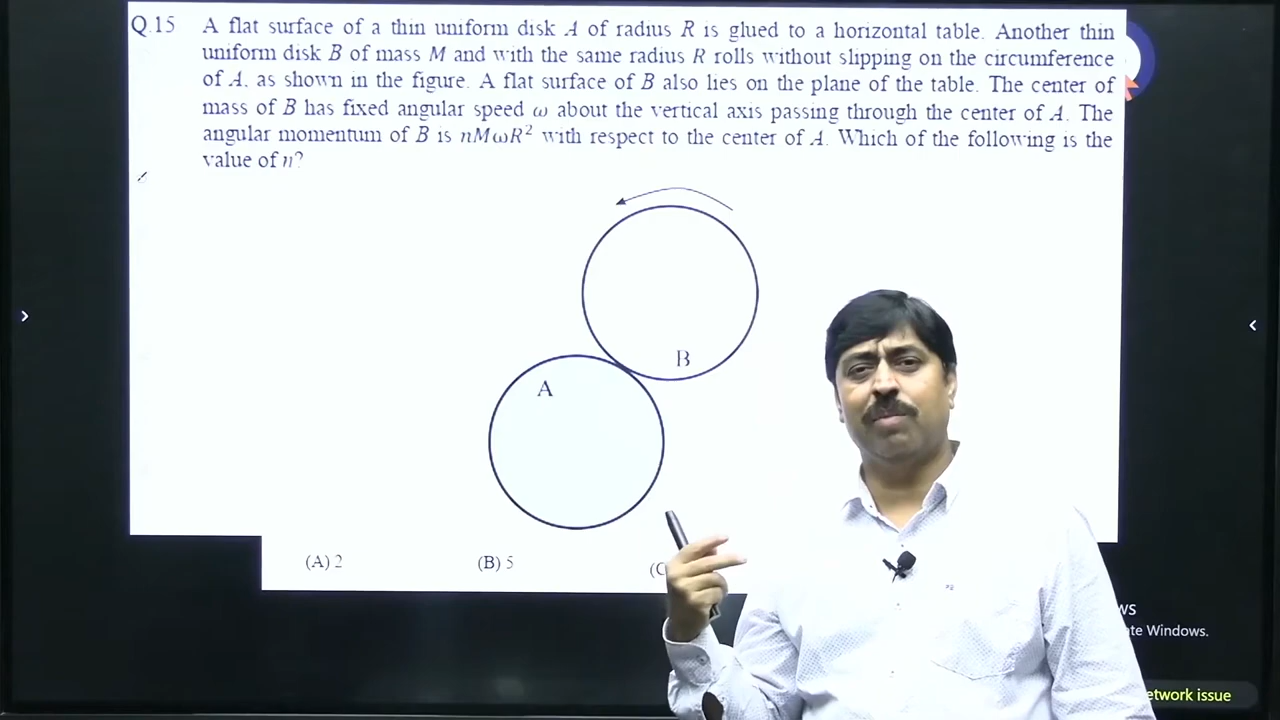 Q.15 A flat surface of a thin uniform disk A of radius R is glued to a horizontal table. Another thin
uniform disk B of mass M and with the same radius R rolls without slipping on the circumference
of A, as shown in the figure. A flat surface of B also lies on the plane of the table. The center of
mass of B has fixed angular speed ω about the vertical axis passing through the center of A. The
angular momentum of B is nMωR² with respect to the center of A. Which of the following is the
value of n?
B
A
(A) 2 (B) 5 (C
ws
te Windows.
etwork issue